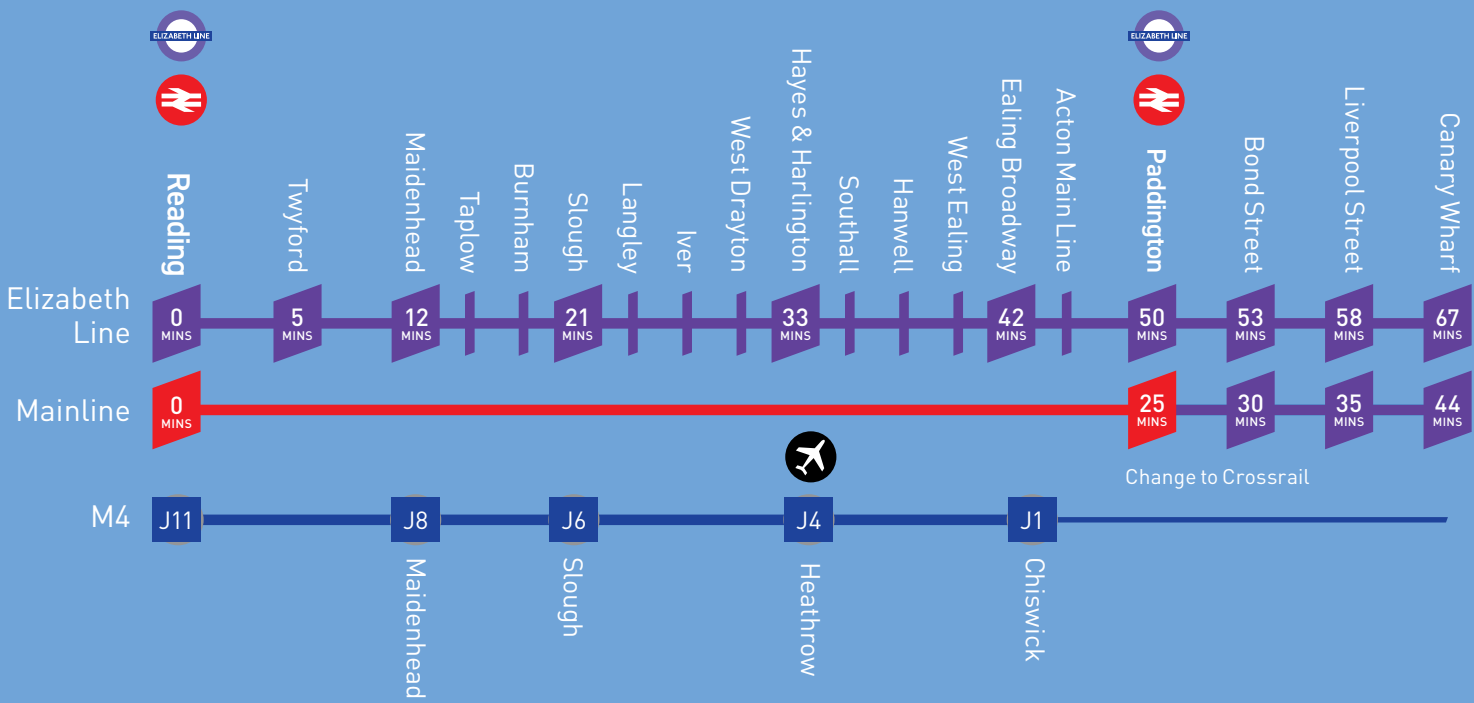 ELIZABETH LINE
ELIZABETH LINE
Reading
Twyford
Maidenhead
Taplow
Burnham
Slough
Langley
Iver
West Drayton
Hayes & Harlington
Southall
Hanwell
West Ealing
Ealing Broadway
Acton Main Line
Paddington
Bond Street
Liverpool Street
Canary Wharf
Elizabeth
Line
0
MINS
5
MINS
12
MINS
21
MINS
33
MINS
42
MINS
50
MINS
53
MINS
58
MINS
67
MINS
Mainline
0
MINS
25
MINS
30
MINS
35
MINS
44
MINS
Change to Crossrail
M4
J11
J8
J6
J4
J1
Maidenhead
Slough
Heathrow
Chiswick